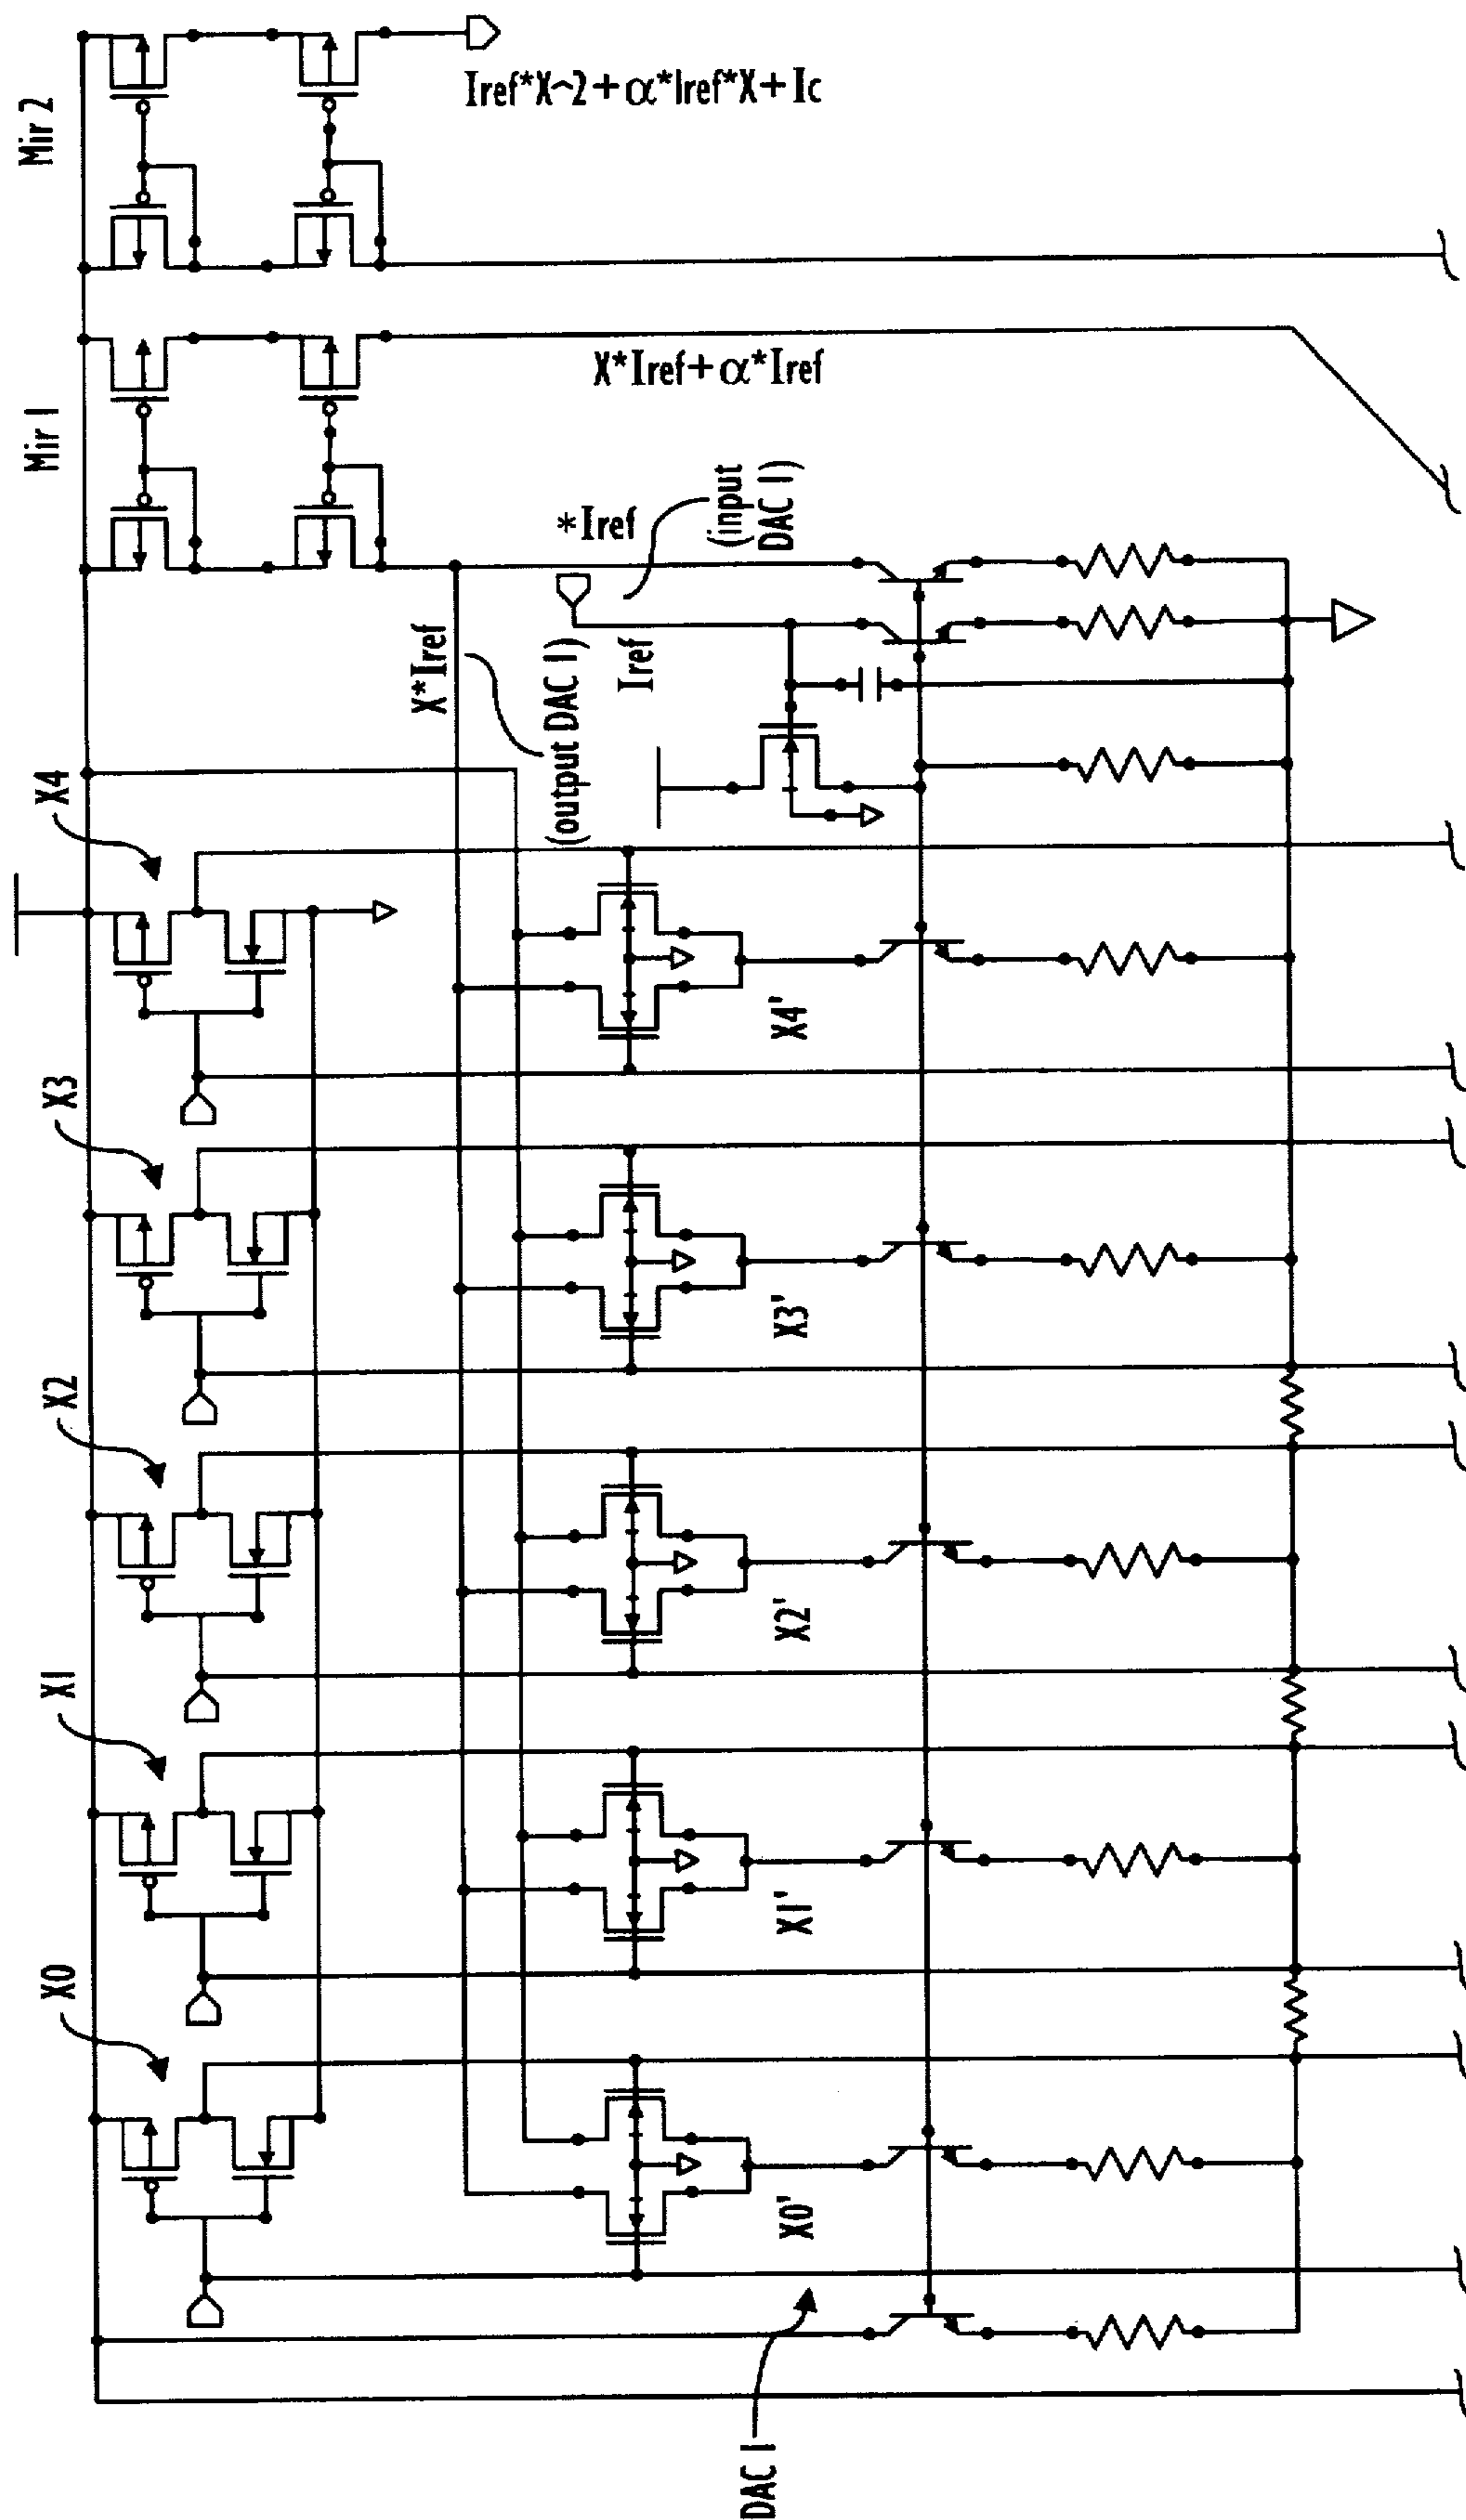 Mir 2
Iref*X^2+α*Iref*X+Ic
Mir 1
X*Iref+α*Iref
*Iref
(input
DAC 1)
X*Iref
(output DAC 1)
Iref
X4
X4'
X3
X3'
X2
X2'
X1
X1'
X0
X0'
DAC 1